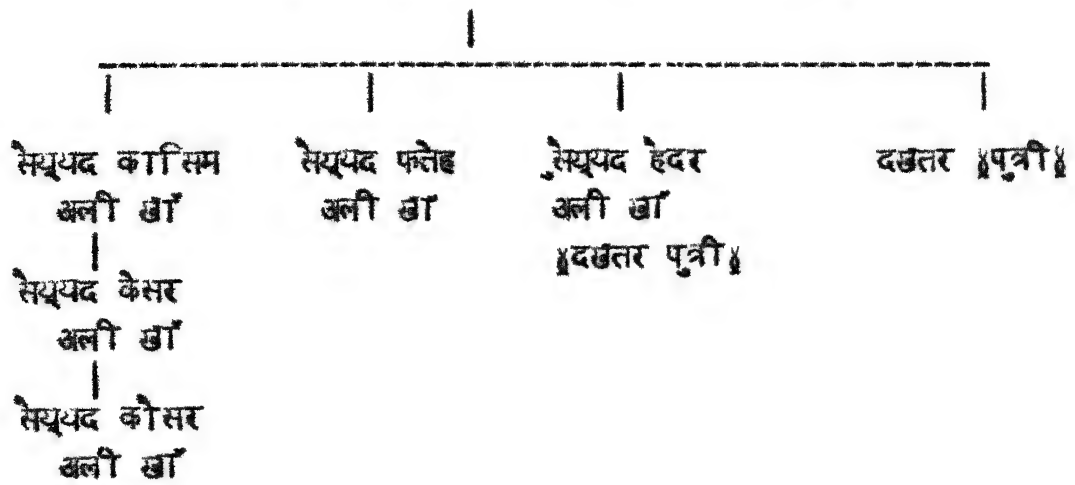 सैय्यद कासिम
अली खाँ
सैय्यद फतेह
अली खा
सैय्यद हेदर
अली खाँ
(दखतर पुत्री)
दखतर (पुत्री)
सैय्यद केसर
अली खाँ
सैय्यद कोसर
अली खाँ